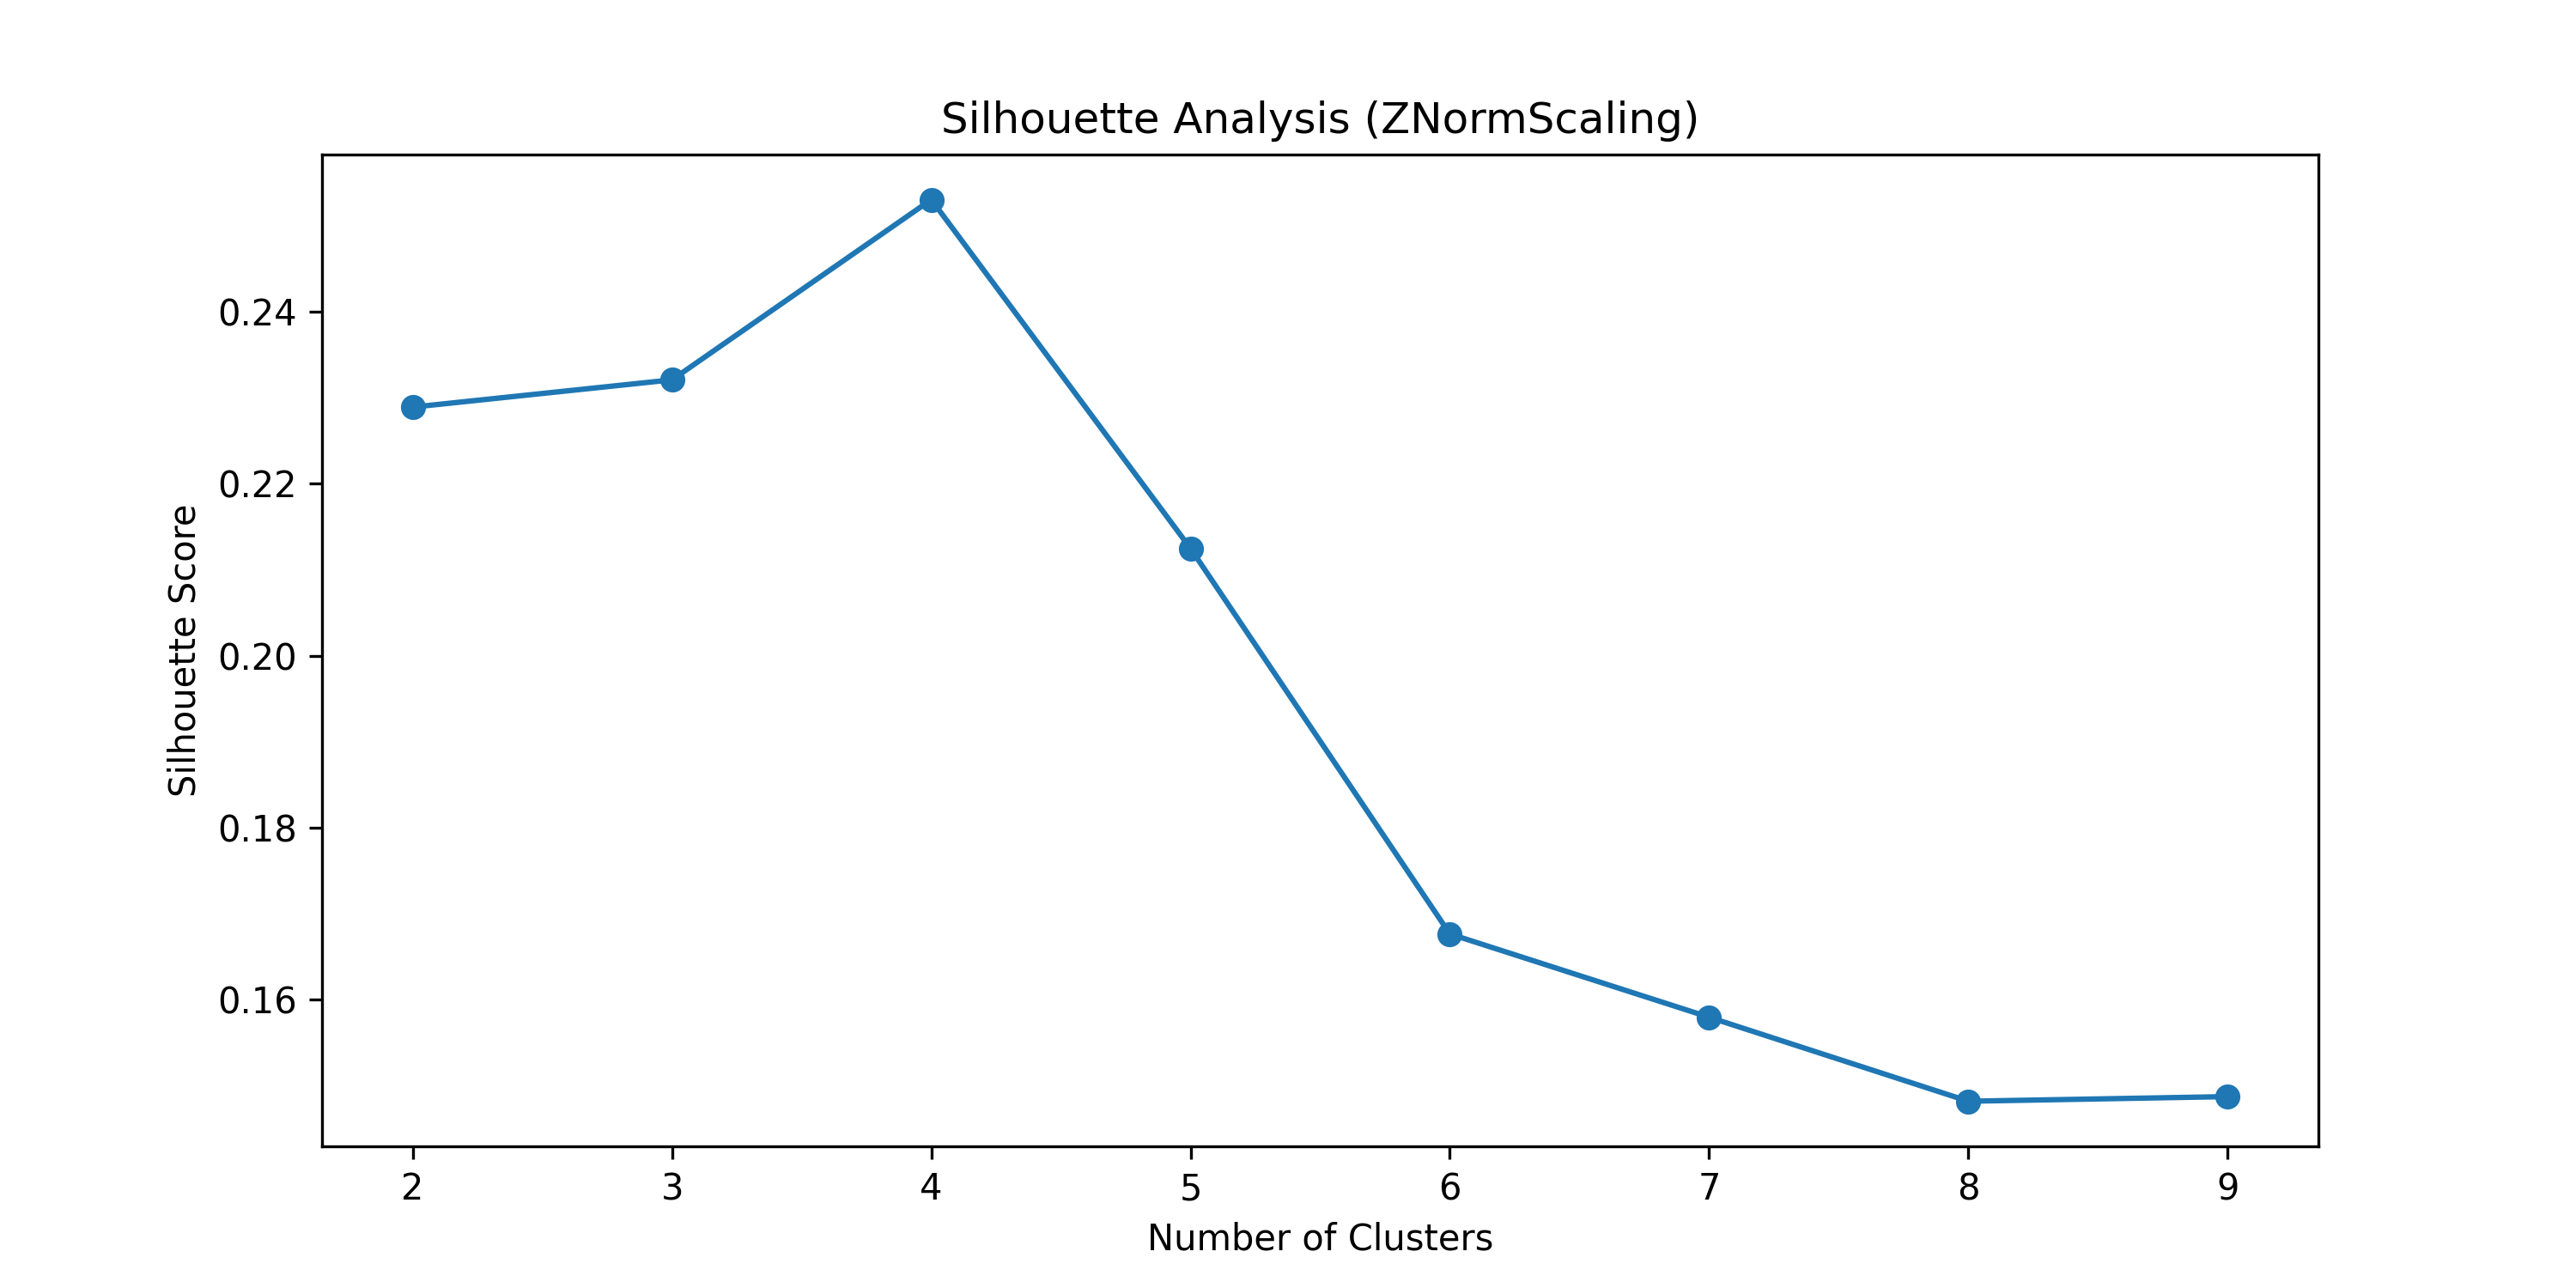 Silhouette Analysis (ZNormScaling)
Silhouette Score
0.24
0.22
0.20
0.18
0.16
2 3 4 5 6 7 8 9
Number of Clusters